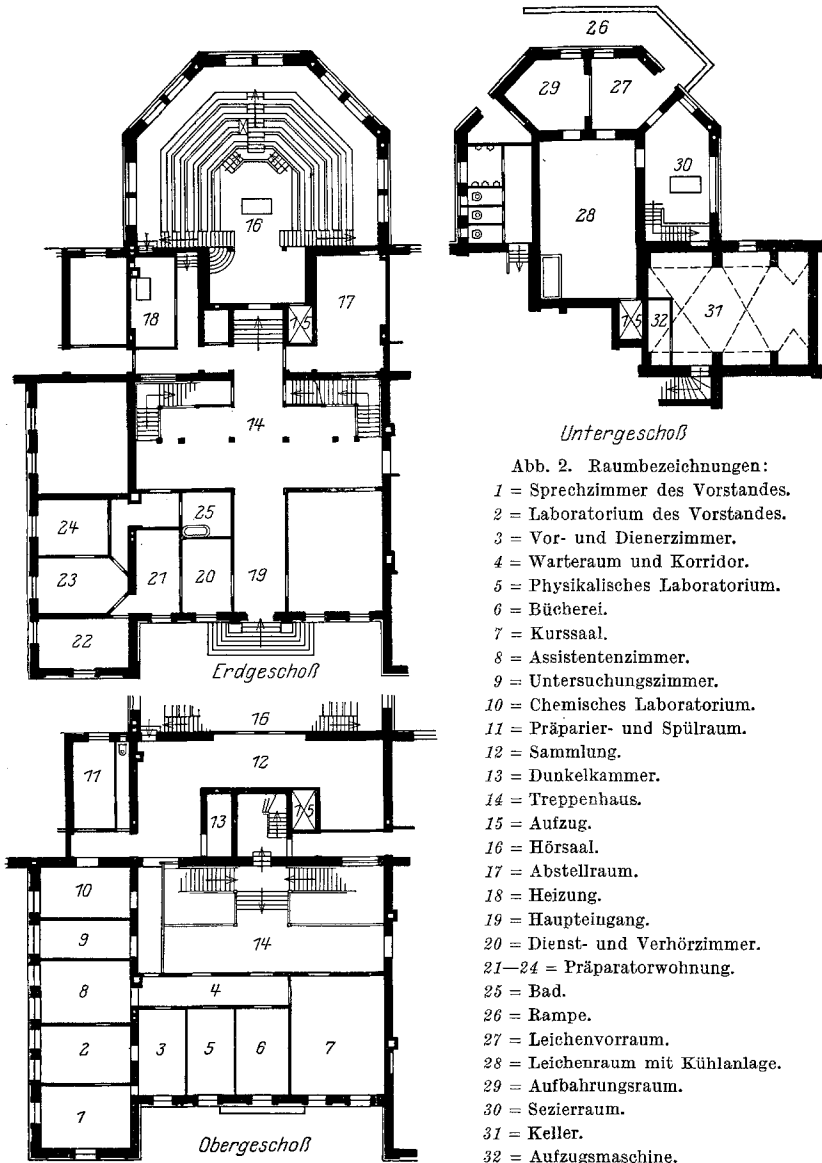 26
29
27
30
28
31
15
32
Untergeschoß
16
18
15
17
14
24
25
23
21
20
19
22
Erdgeschoß
16
11
12
13
15
10
14
9
8
4
2
3
5
6
7
1
Obergeschoß
Abb. 2. Raumbezeichnungen:
1 = Sprechzimmer des Vorstandes.
2 = Laboratorium des Vorstandes.
3 = Vor- und Dienerzimmer.
4 = Warteraum und Korridor.
5 = Physikalisches Laboratorium.
6 = Bücherei.
7 = Kurssaal.
8 = Assistentenzimmer.
9 = Untersuchungszimmer.
10 = Chemisches Laboratorium.
11 = Präparier- und Spülraum.
12 = Sammlung.
13 = Dunkelkammer.
14 = Treppenhaus.
15 = Aufzug.
16 = Hörsaal.
17 = Abstellraum.
18 = Heizung.
19 = Haupteingang.
20 = Dienst- und Verhörzimmer.
21—24 = Präparatorwohnung.
25 = Bad.
26 = Rampe.
27 = Leichenvorraum.
28 = Leichenraum mit Kühlanlage.
29 = Aufbahrungsraum.
30 = Sezierraum.
31 = Keller.
32 = Aufzugsmaschine.